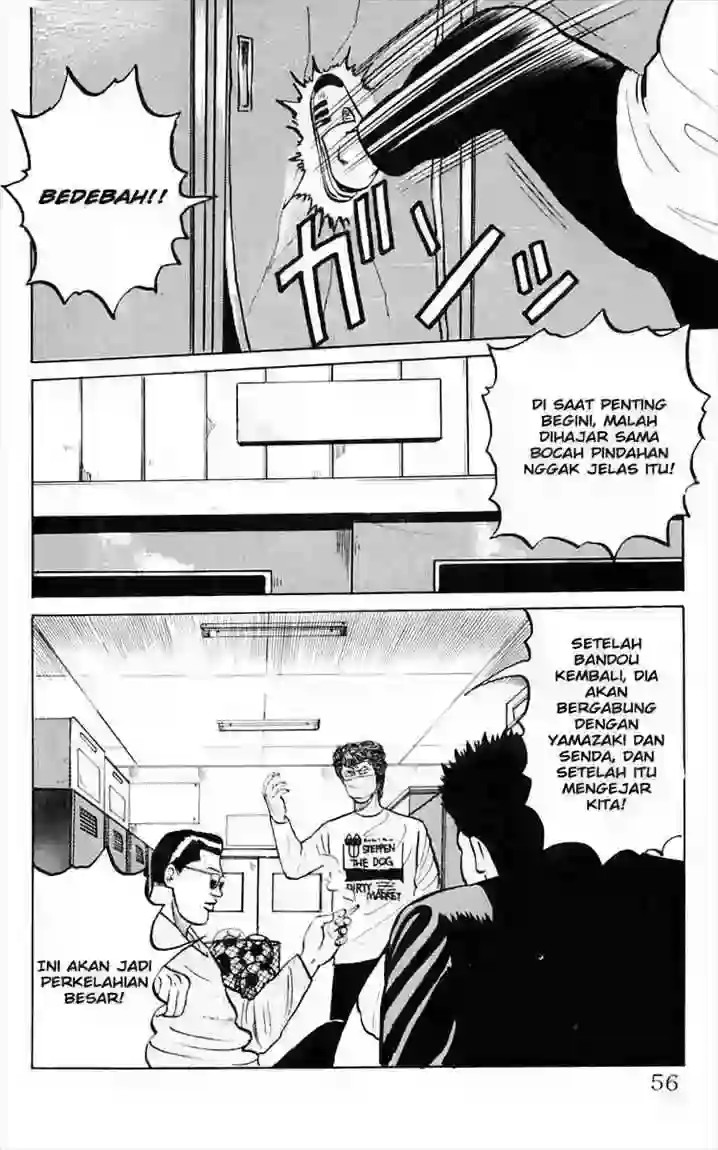 BEDEBAH!!
ガンッ
DI SAAT PENTING
BEGINI, MALAH
DIHAJAR SAMA
BOCAH PINDAHAN
NGGAK JELAS ITU!
SETELAH
BANDOU
KEMBALI, DIA
AKAN
BERGABUNG
DENGAN
YAMAZAKI DAN
SENDA, DAN
SETELAH ITU
MENGEJAR
KITA!
STEPPEN
THE DOG
DIRTY
MARKET
INI AKAN JADI
PERKELAHIAN
BESAR!
56